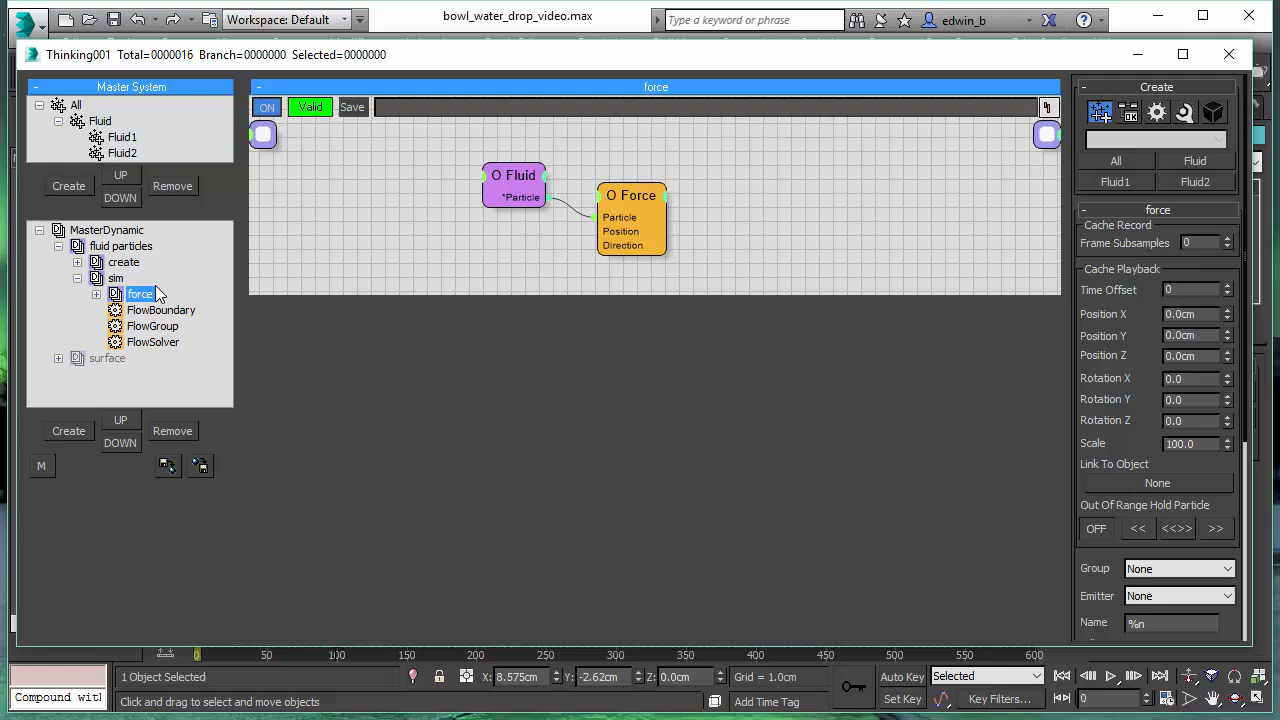 Workspace: Default
bowl_water_drop_video.max
Type a keyword or phrase
edwin_b
Thinking001 Total=0000016 Branch=0000000 Selected=0000000
- Master System
All
Fluid
Fluid1
Fluid2
Create UP Remove
DOWN
MasterDynamic
fluid particles
create
sim
force
FlowBoundary
FlowGroup
FlowSolver
surface
Create UP Remove
DOWN
M
- force
ON Valid Save
O Fluid
*Particle
O Force
Particle
Position
Direction
- Create
All Fluid
Fluid1 Fluid2
- force
Cache Record
Frame Subsamples 0
Cache Playback
Time Offset 0
Position X 0.0cm
Position Y 0.0cm
Position Z 0.0cm
Rotation X 0.0
Rotation Y 0.0
Rotation Z 0.0
Scale 100.0
Link To Object
None
Out Of Range Hold Particle
OFF << <<>> >>
Group None
Emitter None
Name %n
0 50 100 150 200 250 300 350 400 450 500 550 600
1 Object Selected
X: 8.575cm Y: -2.62cm Z: 0.0cm Grid = 1.0cm
Auto Key Selected
Compound witl
Click and drag to select and move objects
Add Time Tag
Set Key Key Filters... 0